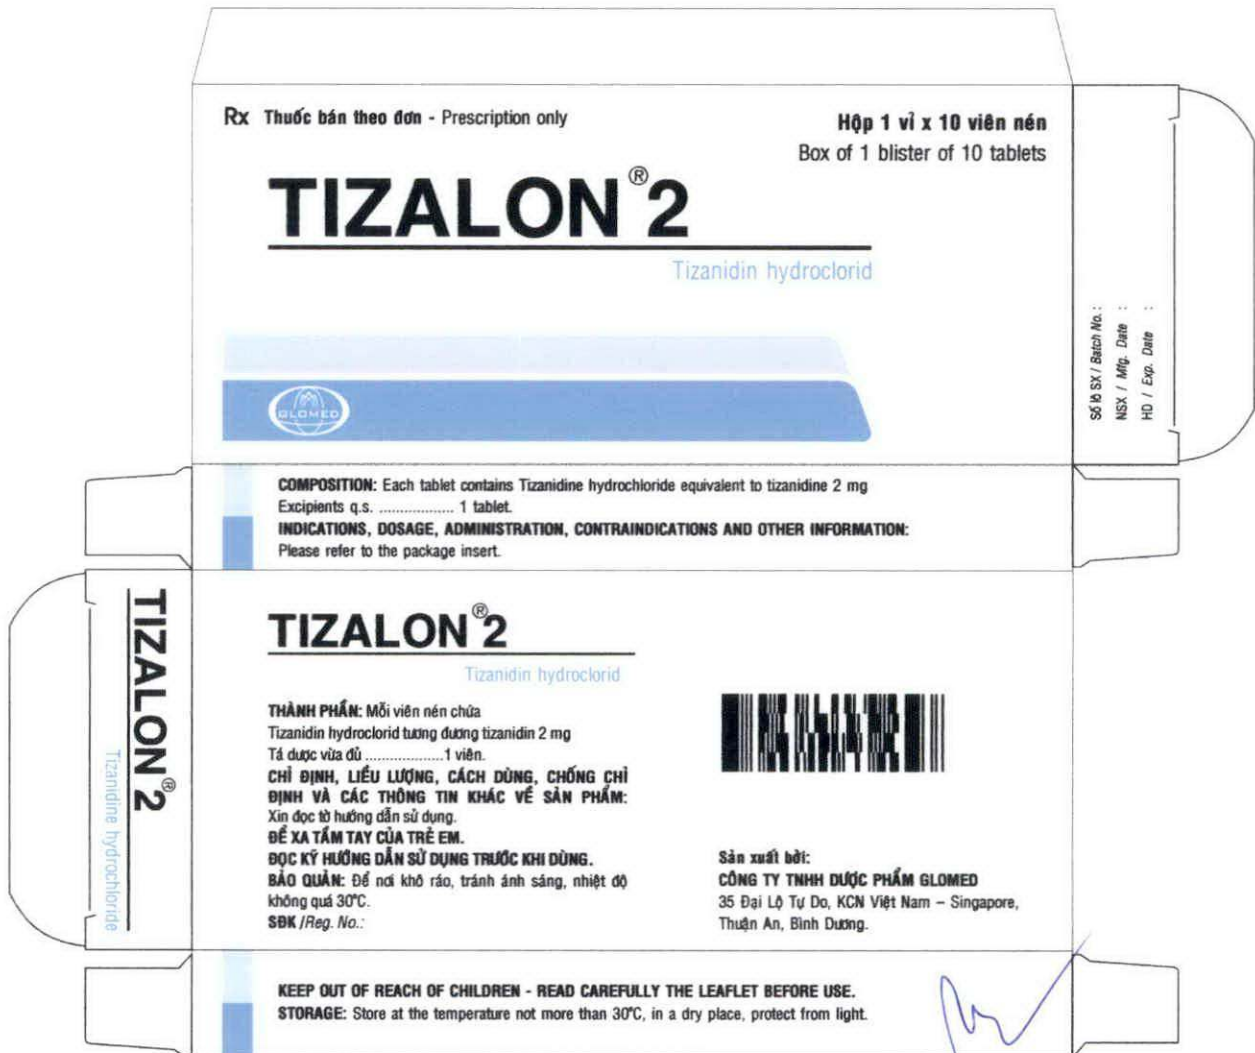 Rx Thuốc bán theo đơn - Prescription only
Hộp 1 vỉ x 10 viên nén
Box of 1 blister of 10 tablets
TIZALON®2
Tizanidin hydroclorid
GLOMED
Số lô SX / Batch No. :
NSX / Mfg. Date :
HD / Exp. Date :
COMPOSITION: Each tablet contains Tizanidine hydrochloride equivalent to tizanidine 2 mg
Excipients q.s. .................. 1 tablet.
INDICATIONS, DOSAGE, ADMINISTRATION, CONTRAINDICATIONS AND OTHER INFORMATION:
Please refer to the package insert.
TIZALON®2
Tizanidine hydrochloride
TIZALON®2
Tizanidin hydroclorid
THÀNH PHẦN: Mỗi viên nén chứa
Tizanidin hydroclorid tương đương tizanidin 2 mg
Tá dược vừa đủ ...................1 viên.
CHỈ ĐỊNH, LIỀU LƯỢNG, CÁCH DÙNG, CHỐNG CHỈ
ĐỊNH VÀ CÁC THÔNG TIN KHÁC VỀ SẢN PHẨM:
Xin đọc tờ hướng dẫn sử dụng.
ĐỂ XA TẦM TAY CỦA TRẺ EM.
ĐỌC KỸ HƯỚNG DẪN SỬ DỤNG TRƯỚC KHI DÙNG.
BẢO QUẢN: Để nơi khô ráo, tránh ánh sáng, nhiệt độ
không quá 30°C.
SĐK /Reg. No.:
Sản xuất bởi:
CÔNG TY TNHH DƯỢC PHẨM GLOMED
35 Đại Lộ Tự Do, KCN Việt Nam – Singapore,
Thuận An, Bình Dương.
KEEP OUT OF REACH OF CHILDREN - READ CAREFULLY THE LEAFLET BEFORE USE.
STORAGE: Store at the temperature not more than 30°C, in a dry place, protect from light.